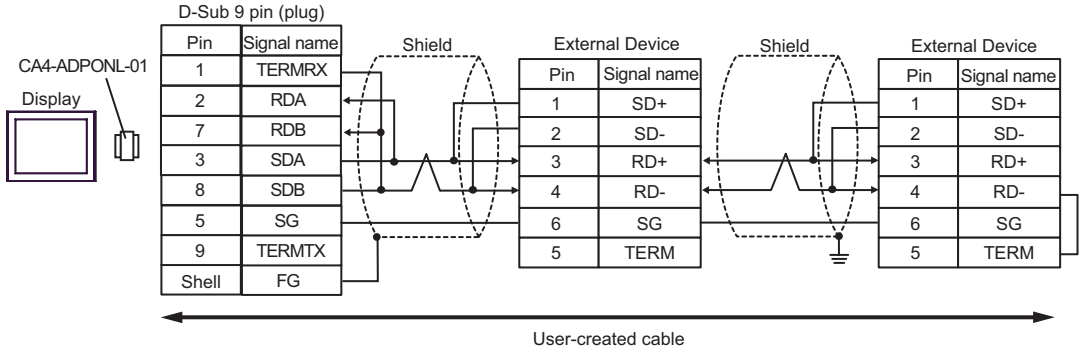 D-Sub 9 pin (plug)
CA4-ADPONL-01
Display
Pin Signal name
1 TERMRX
2 RDA
7 RDB
3 SDA
8 SDB
5 SG
9 TERMTX
Shell FG
Shield
External Device
Pin Signal name
1 SD+
2 SD-
3 RD+
4 RD-
6 SG
5 TERM
Shield
External Device
Pin Signal name
1 SD+
2 SD-
3 RD+
4 RD-
6 SG
5 TERM
User-created cable